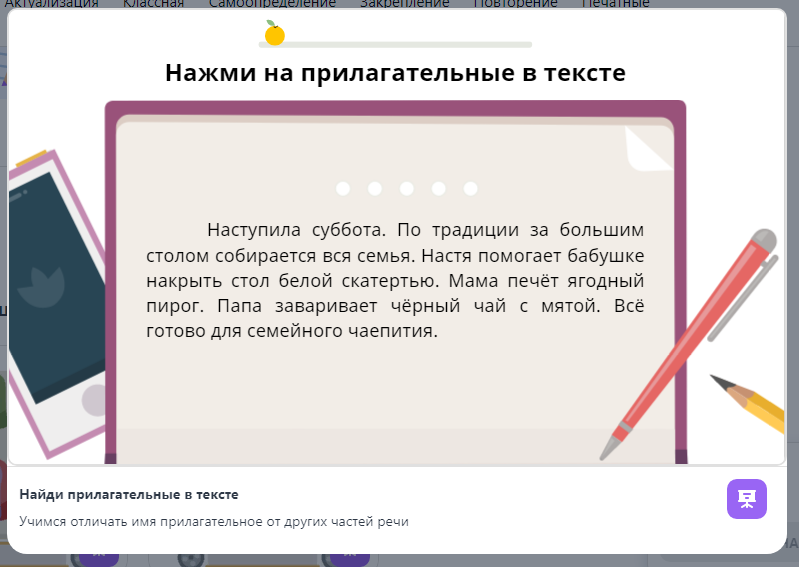 Актуализация Классная Самоопределение Закрепление Повторение Печатные
Нажми на прилагательные в тексте
Наступила суббота. По традиции за большим
столом собирается вся семья. Настя помогает бабушке
накрыть стол белой скатертью. Мама печёт ягодный
пирог. Папа заваривает чёрный чай с мятой. Всё
готово для семейного чаепития.
Найди прилагательные в тексте
Учимся отличать имя прилагательное от других частей речи